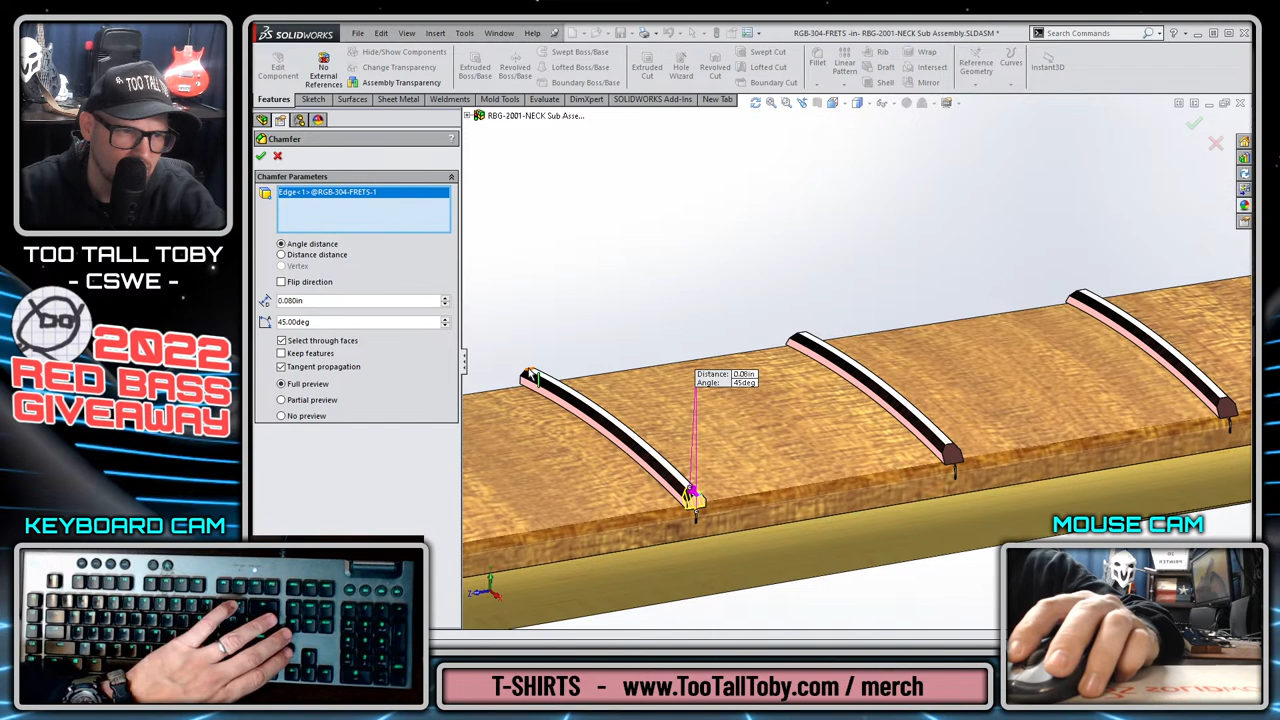 SOLIDWORKS
File Edit View Insert Tools Window Help
RBG-304-FRETS -in- RBG-2001-NECK Sub Assembly.SLDASM *
Search Commands
Edit Component
No External References
Hide/Show Components
Change Transparency
Assembly Transparency
Extruded Boss/Base
Revolved Boss/Base
Swept Boss/Base
Lofted Boss/Base
Boundary Boss/Base
Extruded Cut
Hole Wizard
Revolved Cut
Swept Cut
Lofted Cut
Boundary Cut
Fillet
Linear Pattern
Rib
Draft
Shell
Wrap
Intersect
Mirror
Reference Geometry
Curves
Instant3D
Features Sketch Surfaces Sheet Metal Weldments Mold Tools Evaluate DimXpert SOLIDWORKS Add-Ins New Tab
RBG-2001-NECK Sub Asse...
Chamfer
Chamfer Parameters
Edge<1>@RGB-304-FRETS-1
Angle distance
Distance distance
Vertex
Flip direction
0.080in
45.00deg
Select through faces
Keep features
Tangent propagation
Full preview
Partial preview
No preview
Distance: 0.08in
Angle: 45deg
TOO TALL TOBY
- CSWE -
2022
RED BASS
GIVEAWAY
KEYBOARD CAM
MOUSE CAM
T-SHIRTS - www.TooTallToby.com / merch